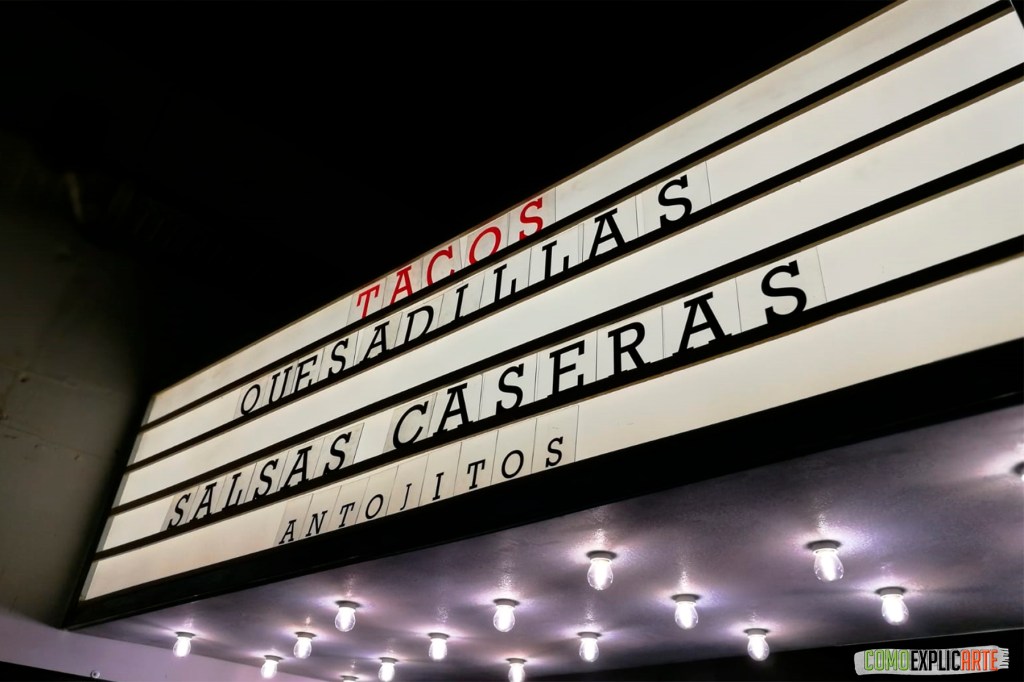 TACOS
QUESADILLAS
SALSAS CASERAS
ANTOJITOS
COMOEXPLICARTE